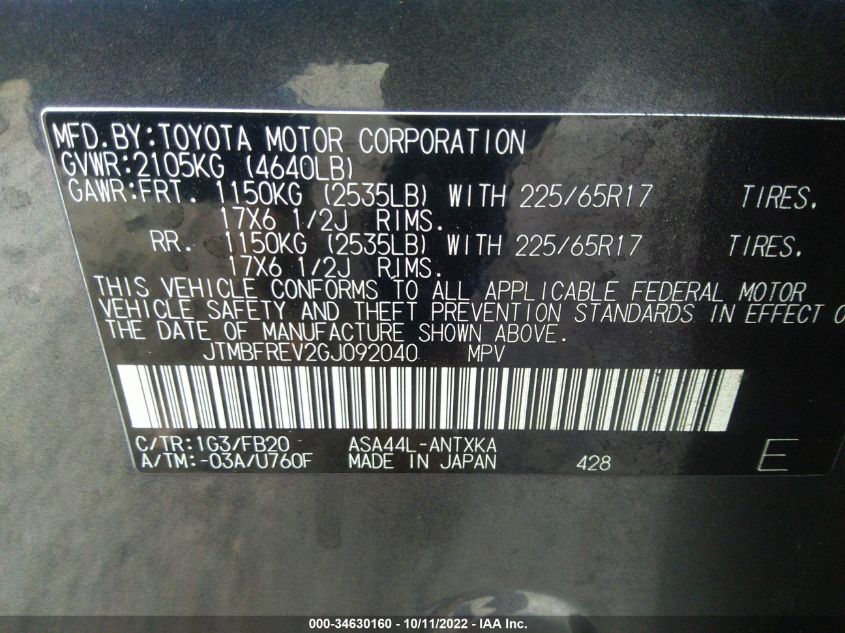 MFD.BY:TOYOTA MOTOR CORPORATION
GVWR:2105KG (4640LB)
GAWR:FRT. 1150KG (2535LB) WITH 225/65R17 TIRES.
17X6 1/2J RIMS.
RR. 1150KG (2535LB) WITH 225/65R17 TIRES.
17X6 1/2J RIMS.
THIS VEHICLE CONFORMS TO ALL APPLICABLE FEDERAL MOTOR
VEHICLE SAFETY AND THEFT PREVENTION STANDARDS IN EFFECT O
THE DATE OF MANUFACTURE SHOWN ABOVE.
JTMBFREV2GJ092040 MPV
C/TR:1G3/FB20 ASA44L-ANTXKA
A/TM:-03A/U760F MADE IN JAPAN 428 E
000-34630160 - 10/11/2022 - IAA Inc.